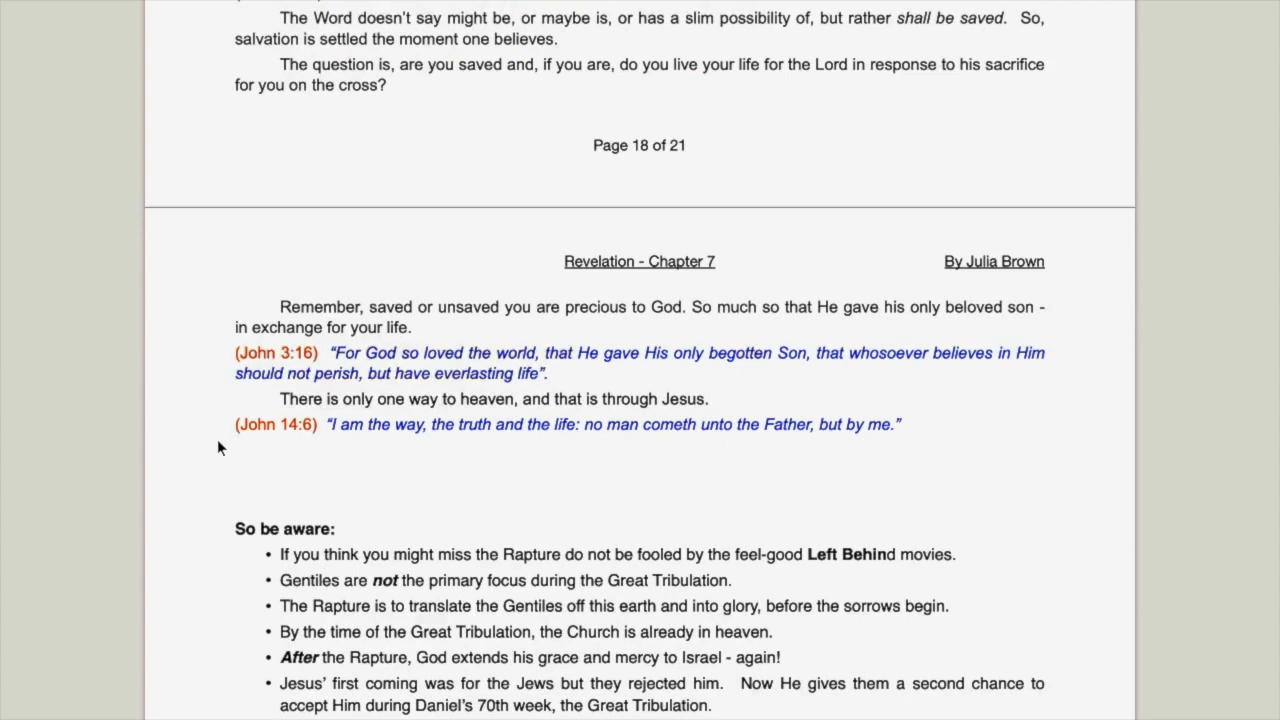 The Word doesn't say might be, or maybe is, or has a slim possibility of, but rather shall be saved. So,
salvation is settled the moment one believes.
The question is, are you saved and, if you are, do you live your life for the Lord in response to his sacrifice
for you on the cross?
Page 18 of 21
Revelation - Chapter 7 By Julia Brown
Remember, saved or unsaved you are precious to God. So much so that He gave his only beloved son -
in exchange for your life.
(John 3:16) “For God so loved the world, that He gave His only begotten Son, that whosoever believes in Him
should not perish, but have everlasting life”.
There is only one way to heaven, and that is through Jesus.
(John 14:6) “I am the way, the truth and the life: no man cometh unto the Father, but by me.”
So be aware:
• If you think you might miss the Rapture do not be fooled by the feel-good Left Behind movies.
• Gentiles are not the primary focus during the Great Tribulation.
• The Rapture is to translate the Gentiles off this earth and into glory, before the sorrows begin.
• By the time of the Great Tribulation, the Church is already in heaven.
• After the Rapture, God extends his grace and mercy to Israel - again!
• Jesus’ first coming was for the Jews but they rejected him. Now He gives them a second chance to
accept Him during Daniel’s 70th week, the Great Tribulation.